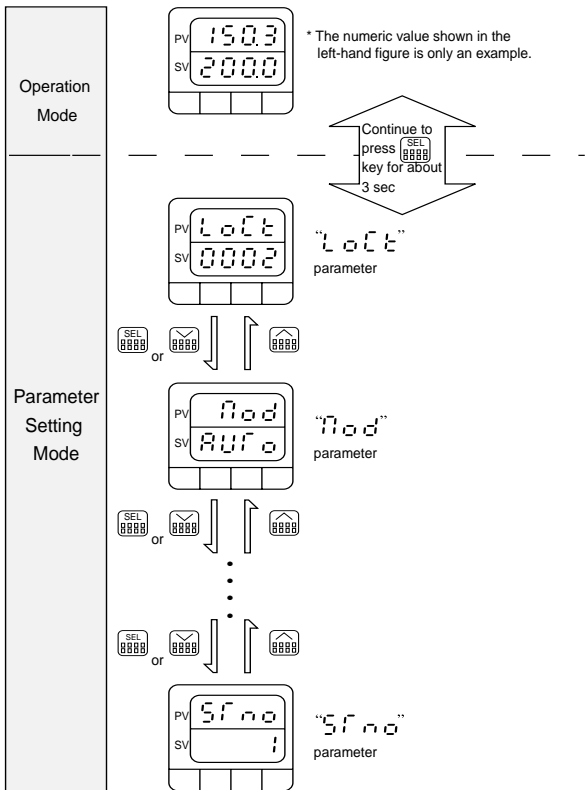 Operation
Mode
PV 150.3
SV 200.0
* The numeric value shown in the
left-hand figure is only an example.
Continue to
press SEL
key for about
3 sec
PV LoCt
SV 0002
"LoCt"
parameter
SEL
or
Parameter
Setting
Mode
PV Mod
SV AUTo
"Mod"
parameter
SEL
or
SEL
or
PV STno
SV 1
"STno"
parameter